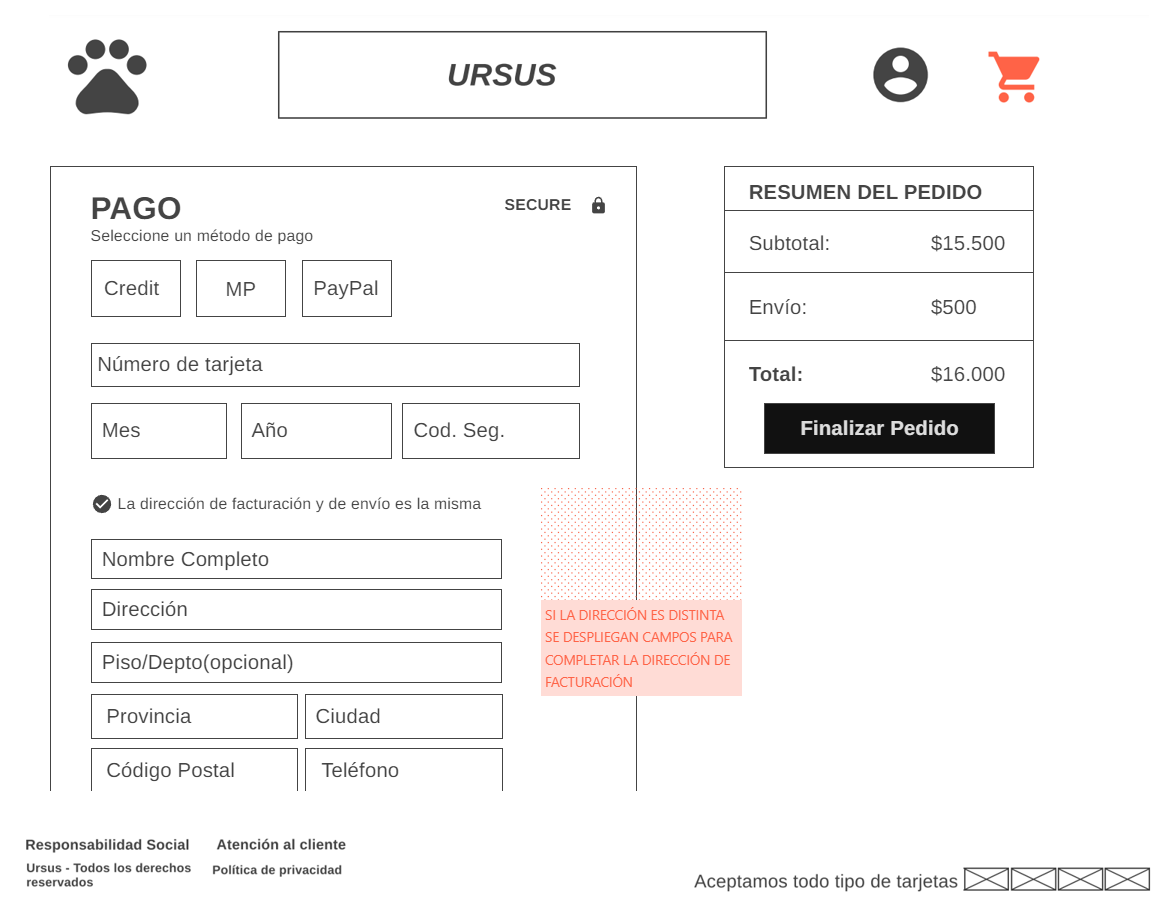 URSUS
PAGO
SECURE
Seleccione un método de pago
Credit
MP
PayPal
Número de tarjeta
Mes
Año
Cod. Seg.
La dirección de facturación y de envío es la misma
Nombre Completo
Dirección
Piso/Depto(opcional)
Provincia
Ciudad
Código Postal
Teléfono
SI LA DIRECCIÓN ES DISTINTA
SE DESPLIEGAN CAMPOS PARA
COMPLETAR LA DIRECCIÓN DE
FACTURACIÓN
RESUMEN DEL PEDIDO
Subtotal: $15.500
Envío: $500
Total: $16.000
Finalizar Pedido
Responsabilidad Social
Ursus - Todos los derechos
reservados
Atención al cliente
Política de privacidad
Aceptamos todo tipo de tarjetas